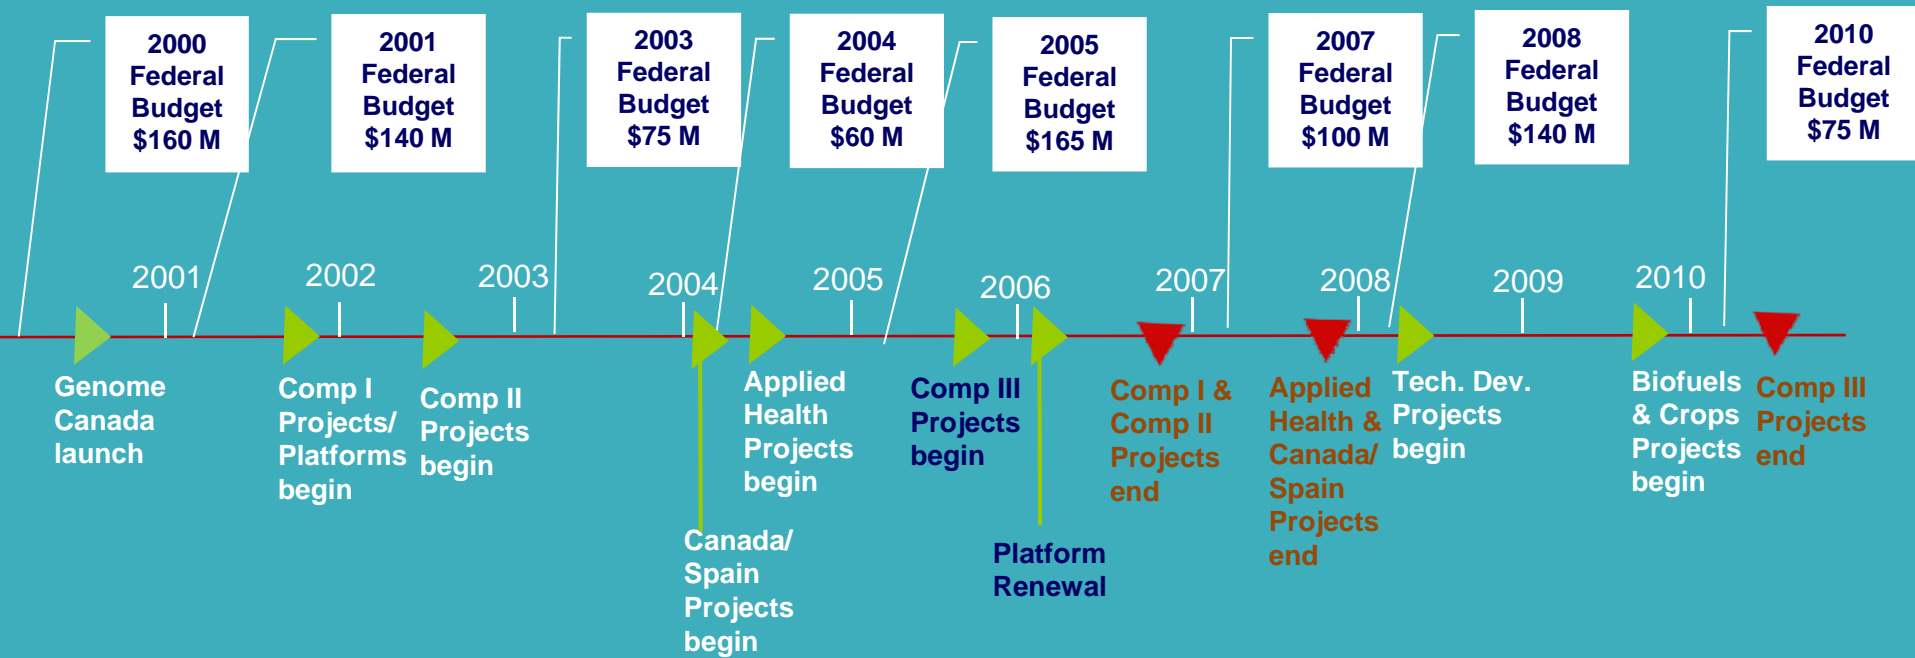 2000
Federal
Budget
$160 M
2001
Federal
Budget
$140 M
2003
Federal
Budget
$75 M
2004
Federal
Budget
$60 M
2005
Federal
Budget
$165 M
2007
Federal
Budget
$100 M
2008
Federal
Budget
$140 M
2010
Federal
Budget
$75 M
2001
2002
2003
2004
2005
2006
2007
2008
2009
2010
Genome
Canada
launch
Comp I
Projects/
Platforms
begin
Comp II
Projects
begin
Canada/
Spain
Projects
begin
Applied
Health
Projects
begin
Comp III
Projects
begin
Platform
Renewal
Comp I &
Comp II
Projects
end
Applied
Health &
Canada/
Spain
Projects
end
Tech. Dev.
Projects
begin
Biofuels
& Crops
Projects
begin
Comp III
Projects
end